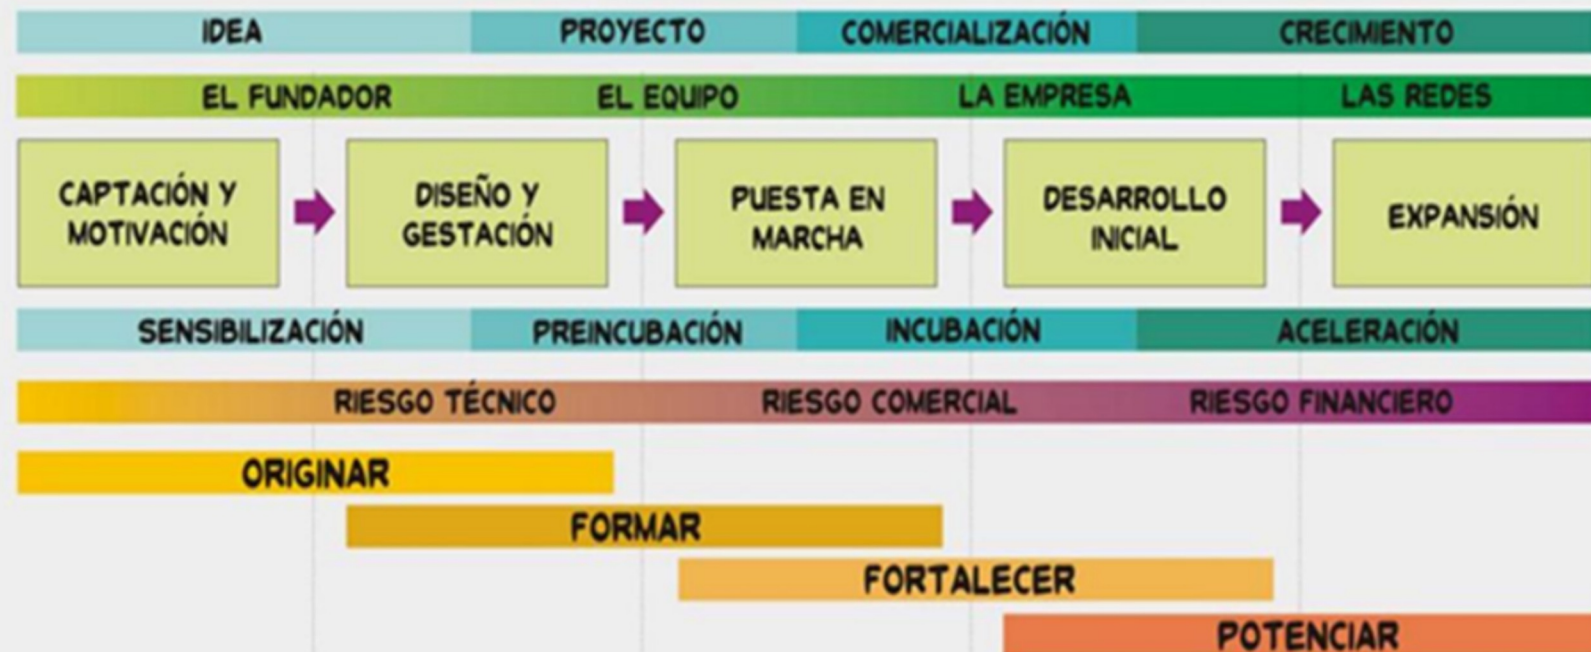 IDEA PROYECTO COMERCIALIZACIÓN CRECIMIENTO
EL FUNDADOR EL EQUIPO LA EMPRESA LAS REDES
CAPTACIÓN Y
MOTIVACIÓN
DISEÑO Y
GESTACIÓN
PUESTA EN
MARCHA
DESARROLLO
INICIAL
EXPANSIÓN
SENSIBILIZACIÓN PREINCUBACIÓN INCUBACIÓN ACELERACIÓN
RIESGO TÉCNICO RIESGO COMERCIAL RIESGO FINANCIERO
ORIGINAR
FORMAR
FORTALECER
POTENCIAR